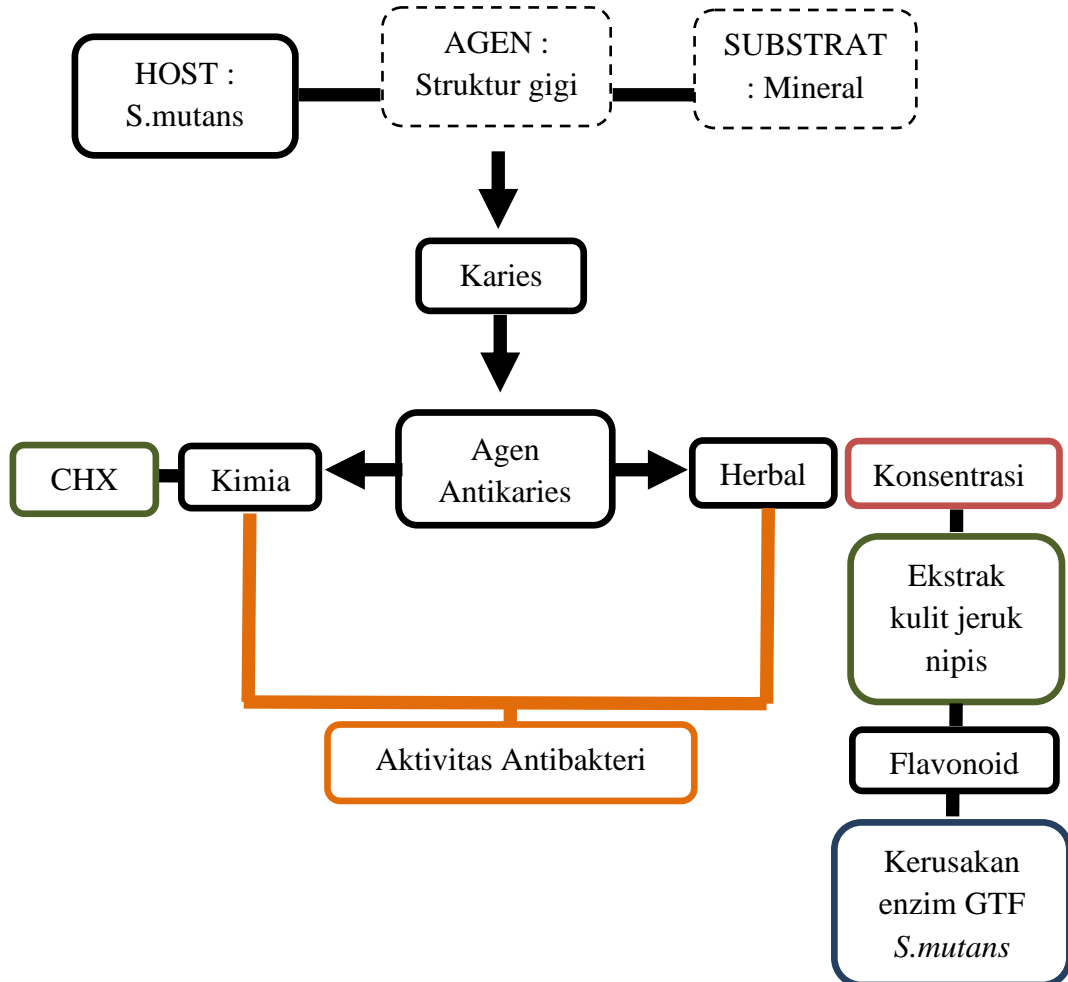 HOST :
S.mutans
AGEN :
Struktur gigi
SUBSTRAT
: Mineral
Karies
CHX
Kimia
Agen
Antikaries
Herbal
Konsentrasi
Ekstrak
kulit jeruk
nipis
Aktivitas Antibakteri
Flavonoid
Kerusakan
enzim GTF
S.mutans